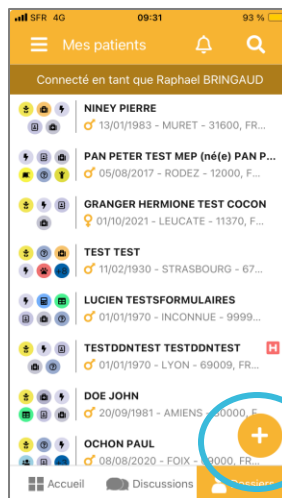 SFR 4G 09:31 93 %
Mes patients
Connecté en tant que Raphael BRINGAUD
NINEY PIERRE
13/01/1983 - MURET - 31600, FR...
PAN PETER TEST MEP (né(e) PAN P...
05/08/2017 - RODEZ - 12000, F...
GRANGER HERMIONE TEST COCON
01/10/2021 - LEUCATE - 11370, F...
TEST TEST
11/02/1930 - STRASBOURG - 67...
LUCIEN TESTSFORMULAIRES
01/01/1970 - INCONNUE - 9999...
TESTDDNTEST TESTDDNTEST H
01/01/1970 - LYON - 69009, FR...
DOE JOHN
20/09/1981 - AMIENS - 80000, F...
OCHON PAUL
08/08/2020 - FOIX - 09000, FR...
Accueil Discussions Dossiers